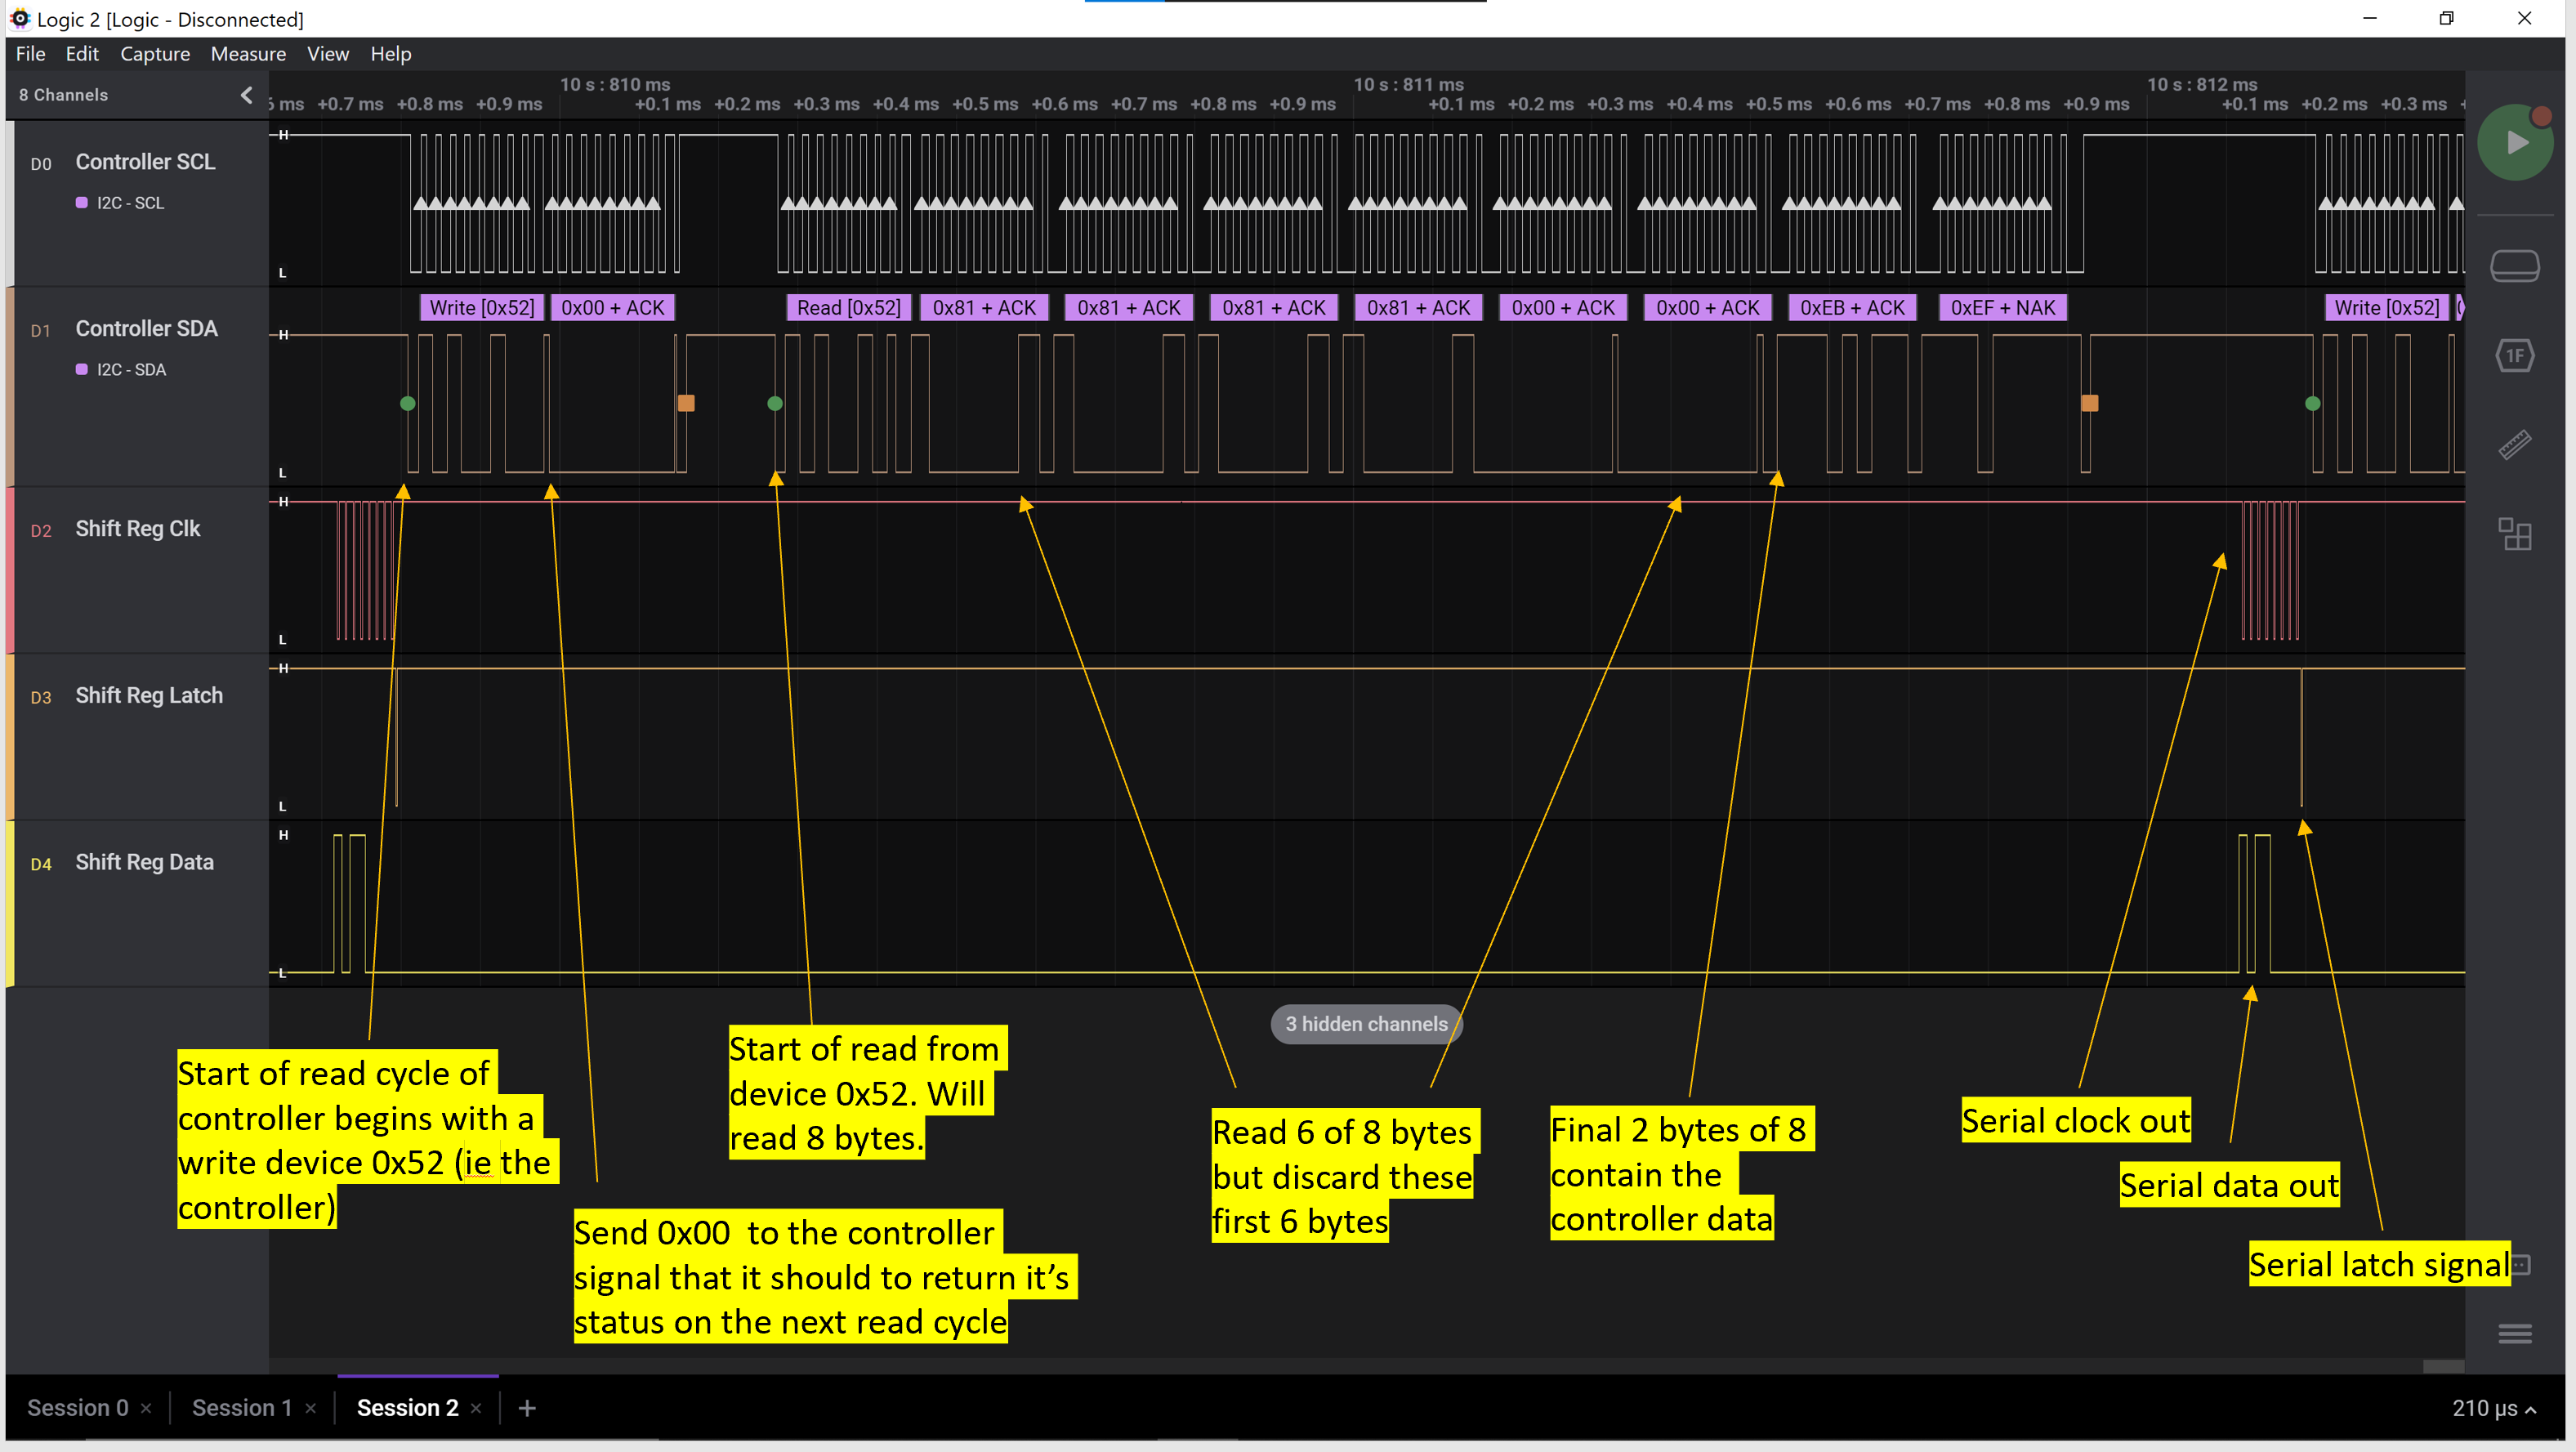 Logic 2 [Logic - Disconnected]
File Edit Capture Measure View Help
8 Channels
10 s : 810 ms 10 s : 811 ms 10 s : 812 ms
ms +0.7 ms +0.8 ms +0.9 ms +0.1 ms +0.2 ms +0.3 ms +0.4 ms +0.5 ms +0.6 ms +0.7 ms +0.8 ms +0.9 ms +0.1 ms +0.2 ms +0.3 ms +0.4 ms +0.5 ms +0.6 ms +0.7 ms +0.8 ms +0.9 ms +0.1 ms +0.2 ms +0.3 ms
H
D0 Controller SCL
I2C - SCL
L
Write [0x52] 0x00 + ACK Read [0x52] 0x81 + ACK 0x81 + ACK 0x81 + ACK 0x81 + ACK 0x00 + ACK 0x00 + ACK 0xEB + ACK 0xEF + NAK Write [0x52]
D1 Controller SDA
H
1F
I2C - SDA
L
H
D2 Shift Reg Clk
L
H
D3 Shift Reg Latch
L
H
D4 Shift Reg Data
L
3 hidden channels
Start of read cycle of
controller begins with a
write device 0x52 (ie the
controller)
Send 0x00 to the controller
signal that it should to return it’s
status on the next read cycle
Start of read from
device 0x52. Will
read 8 bytes.
Read 6 of 8 bytes
but discard these
first 6 bytes
Final 2 bytes of 8
contain the
controller data
Serial clock out
Serial data out
Serial latch signal
Session 0 × Session 1 × Session 2 × +
210 µs